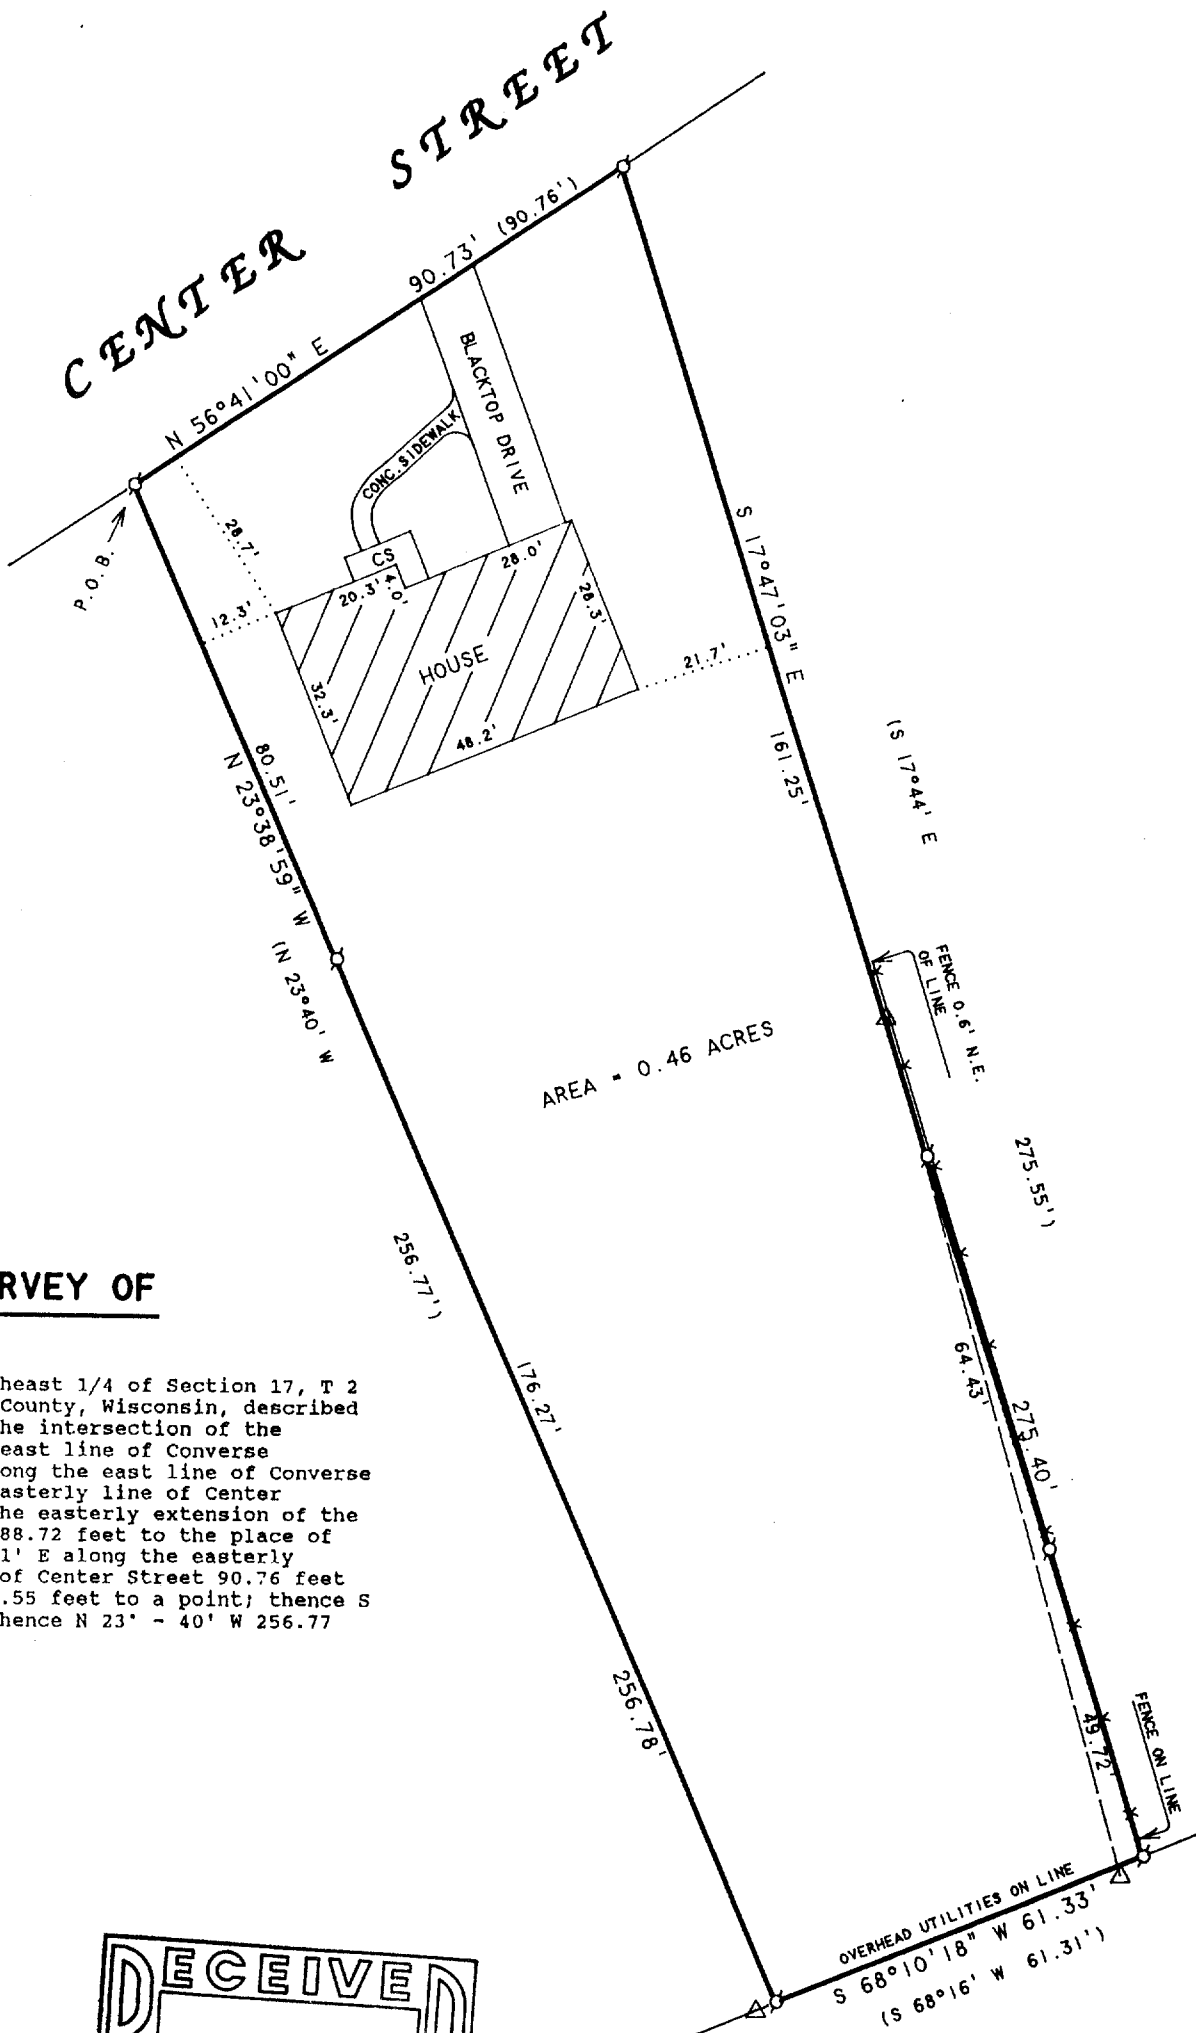 CENTER STREET
N 56°41'00" E
90.73' (90.76')
P.O.B.
BLACKTOP DRIVE
CONC. SIDEWALK
28.7'
12.3'
CS
20.3'
4.0'
28.0'
28.3'
HOUSE
32.3'
48.2'
21.7'
S 17°47'03" E
161.25'
(S 17°44' E
80.51'
N 23°38'59" W
(N 23°40' W
FENCE 0.6' N.E.
OF LINE
AREA = 0.46 ACRES
275.55')
256.77')
176.27'
64.43'
275.40'
RVEY OF
heast 1/4 of Section 17, T 2
County, Wisconsin, described
he intersection of the
east line of Converse
ong the east line of Converse
asterly line of Center
he easterly extension of the
88.72 feet to the place of
1' E along the easterly
of Center Street 90.76 feet
.55 feet to a point; thence S
hence N 23° - 40' W 256.77
256.78'
49.72'
FENCE ON LINE
OVERHEAD UTILITIES ON LINE
S 68°10'18" W 61.33'
(S 68°16' W 61.31')
DECEIVED